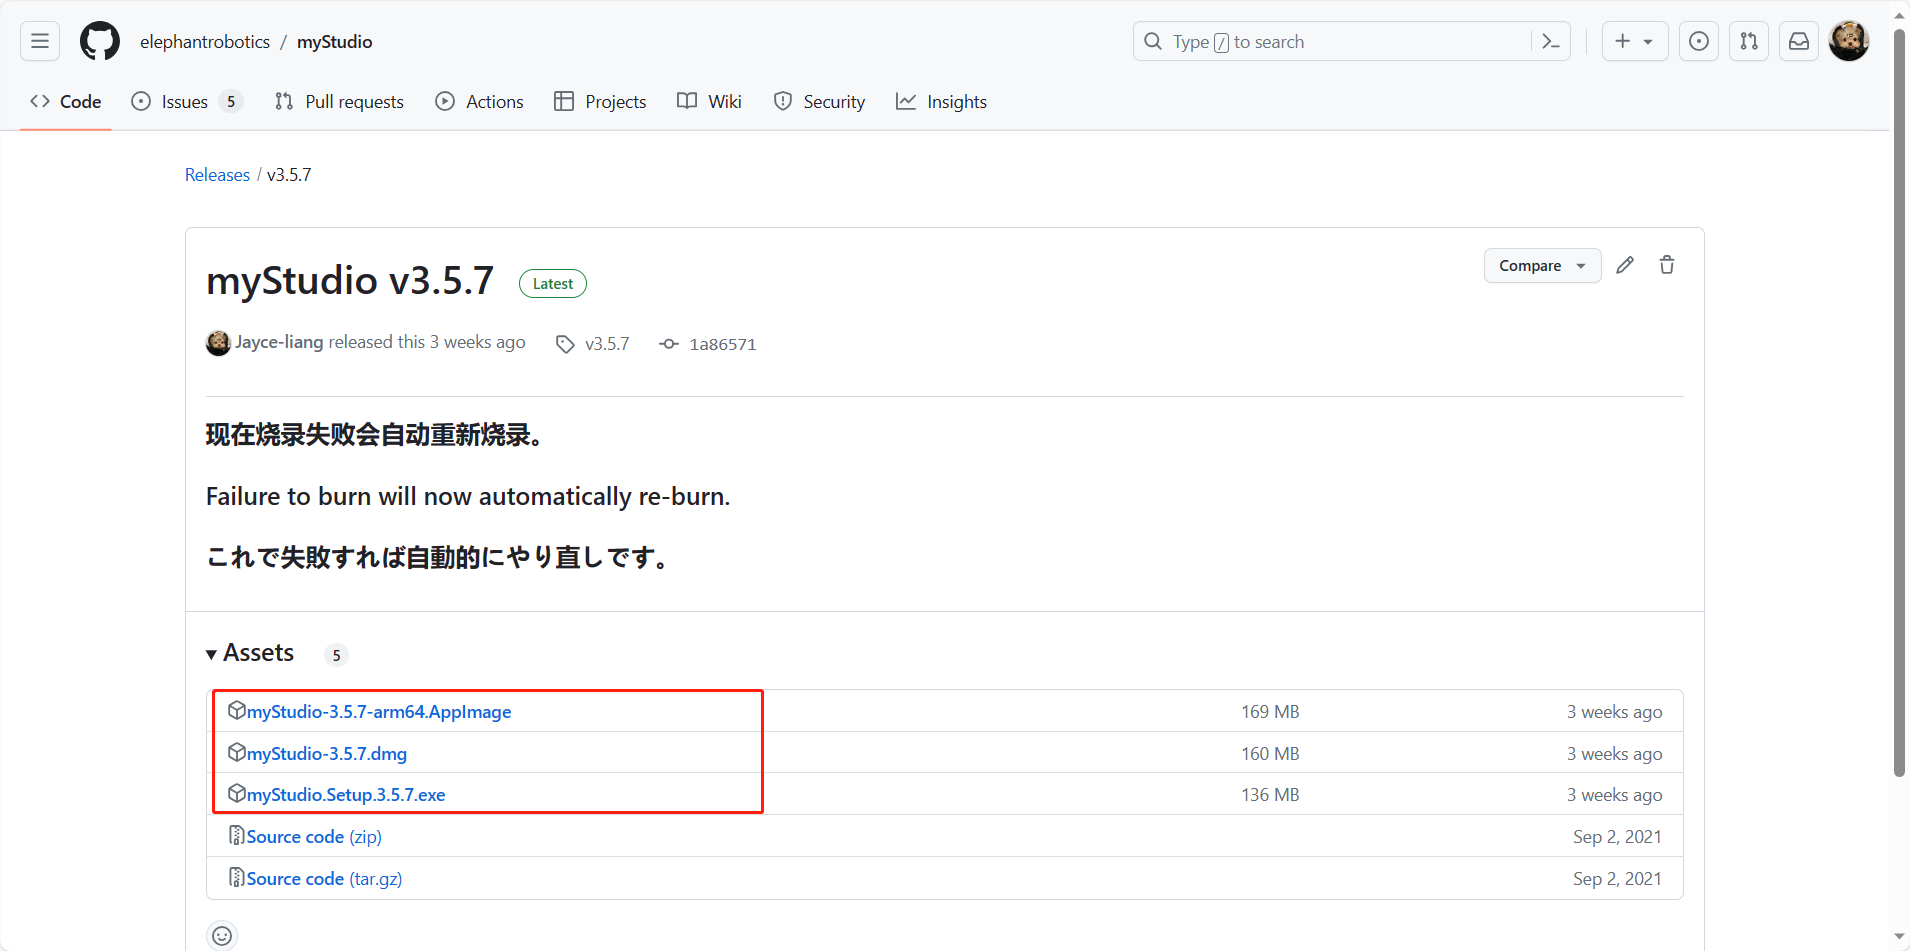 elephantrobotics / myStudio
Type / to search
Code
Issues 5
Pull requests
Actions
Projects
Wiki
Security
Insights
Releases / v3.5.7
myStudio v3.5.7 Latest
Compare
Jayce-liang released this 3 weeks ago v3.5.7 1a86571
现在烧录失败会自动重新烧录。
Failure to burn will now automatically re-burn.
これで失敗すれば自動的にやり直しです。
Assets 5
myStudio-3.5.7-arm64.AppImage 169 MB 3 weeks ago
myStudio-3.5.7.dmg 160 MB 3 weeks ago
myStudio.Setup.3.5.7.exe 136 MB 3 weeks ago
Source code (zip) Sep 2, 2021
Source code (tar.gz) Sep 2, 2021